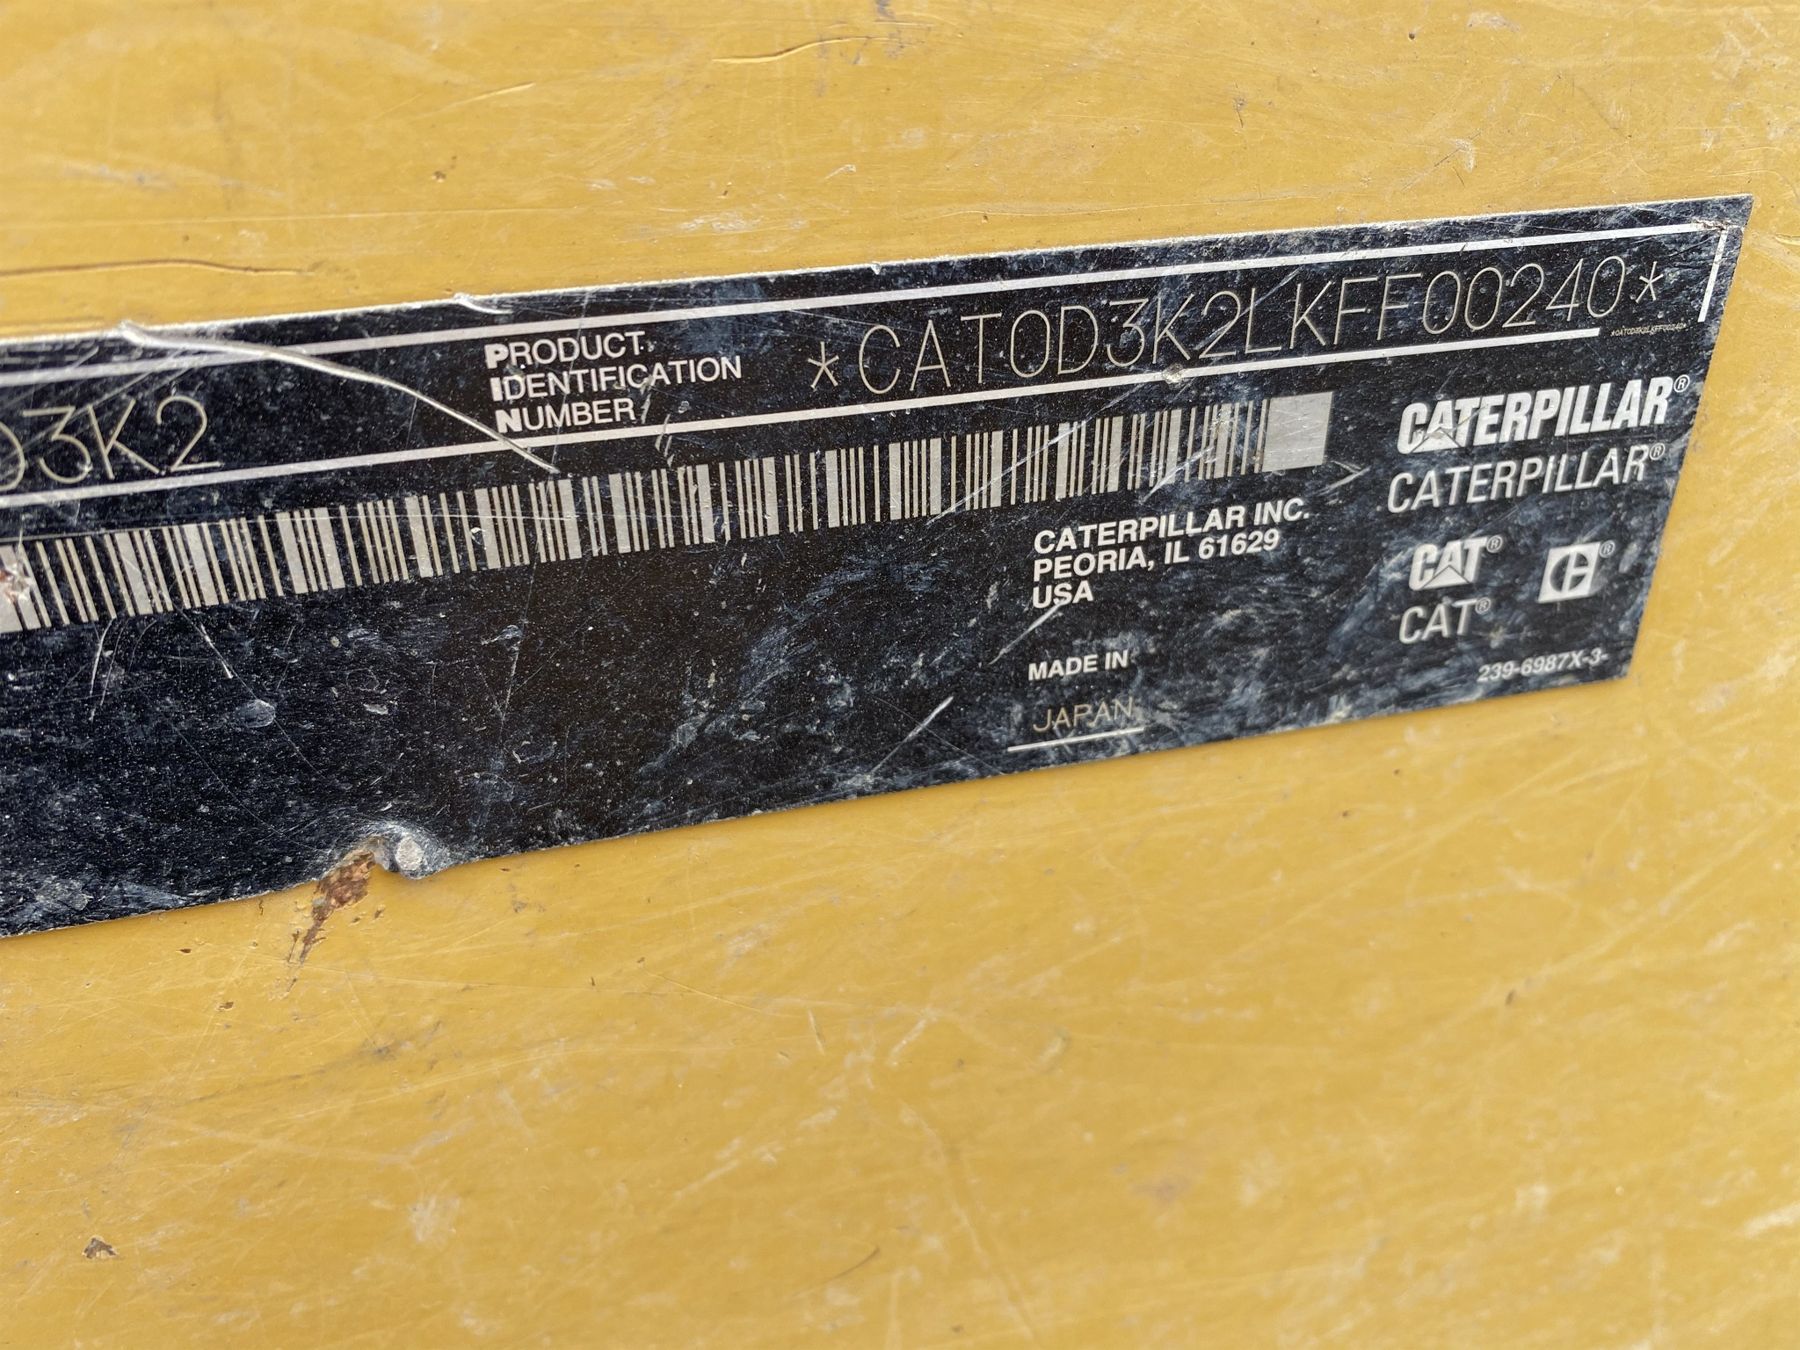 D3K2
PRODUCT
IDENTIFICATION
NUMBER
*CAT0D3K2LKFF00240*
*CAT0D3K2LKFF00240*
CATERPILLAR®
CATERPILLAR®
CATERPILLAR INC.
PEORIA, IL 61629
USA
CAT® C®
CAT®
MADE IN
JAPAN
239-6987X-3